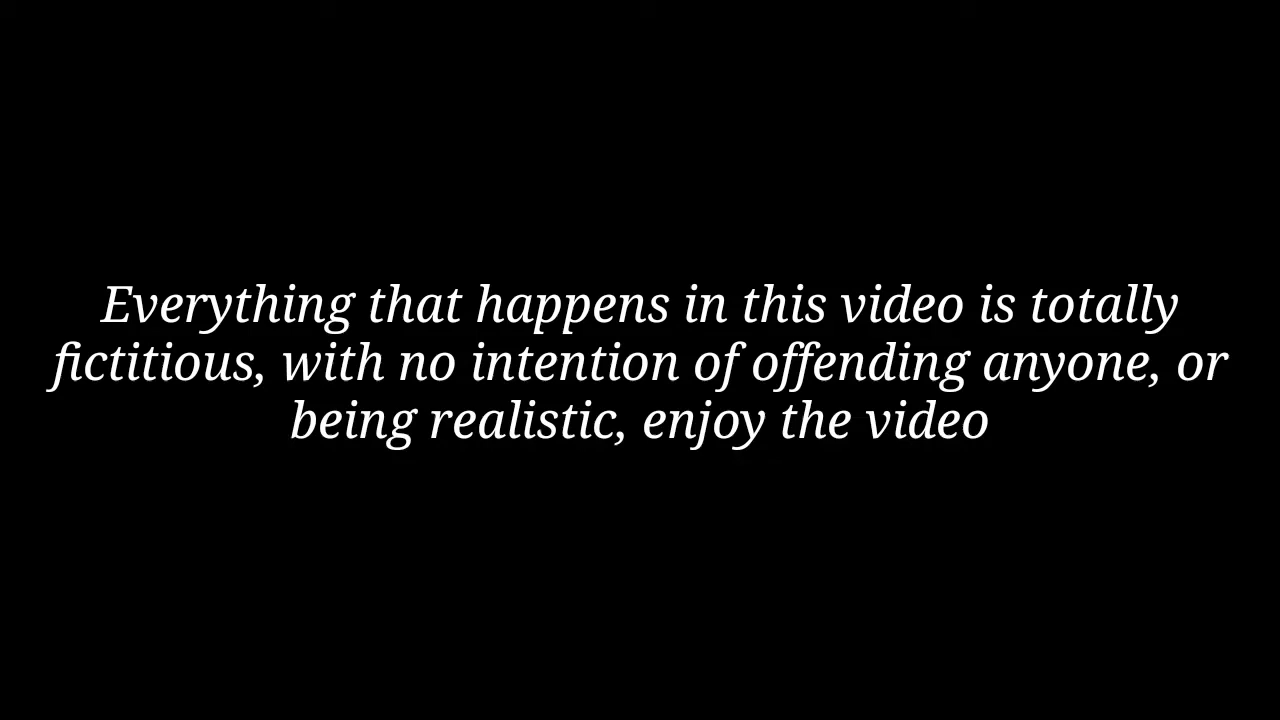 Everything that happens in this video is totally
fictitious, with no intention of offending anyone, or
being realistic, enjoy the video